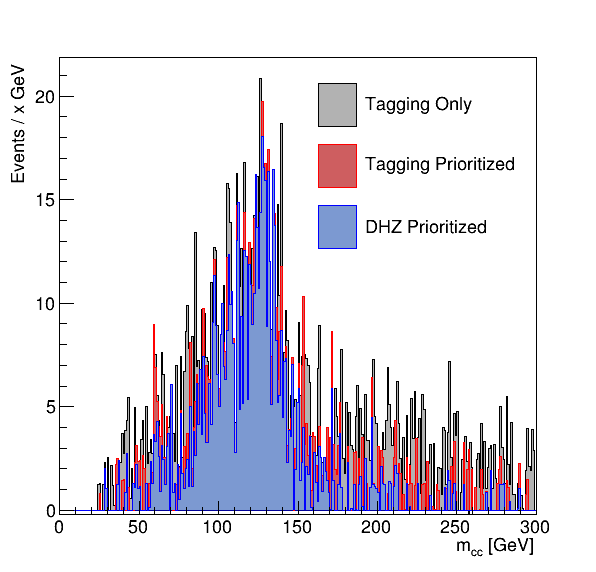 Events / x GeV
20
15
10
5
0
Tagging Only
Tagging Prioritized
DHZ Prioritized
0 50 100 150 200 250 300
m_cc [GeV]